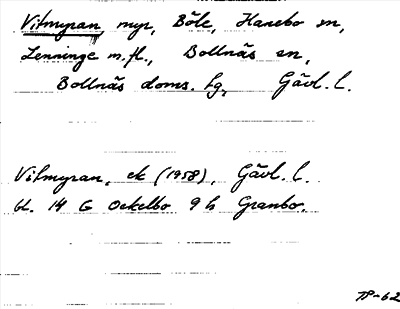 Vitmyran, myr, Böle, Hanebo sn,
Lenninge m.fl., Bollnäs sn,
Bollnäs doms. hg, Gävl. l.
Vitmyran, ek (1958), Gävl. l.
bl. 14 G Ockelbo 9 h Granbo.
TP-62